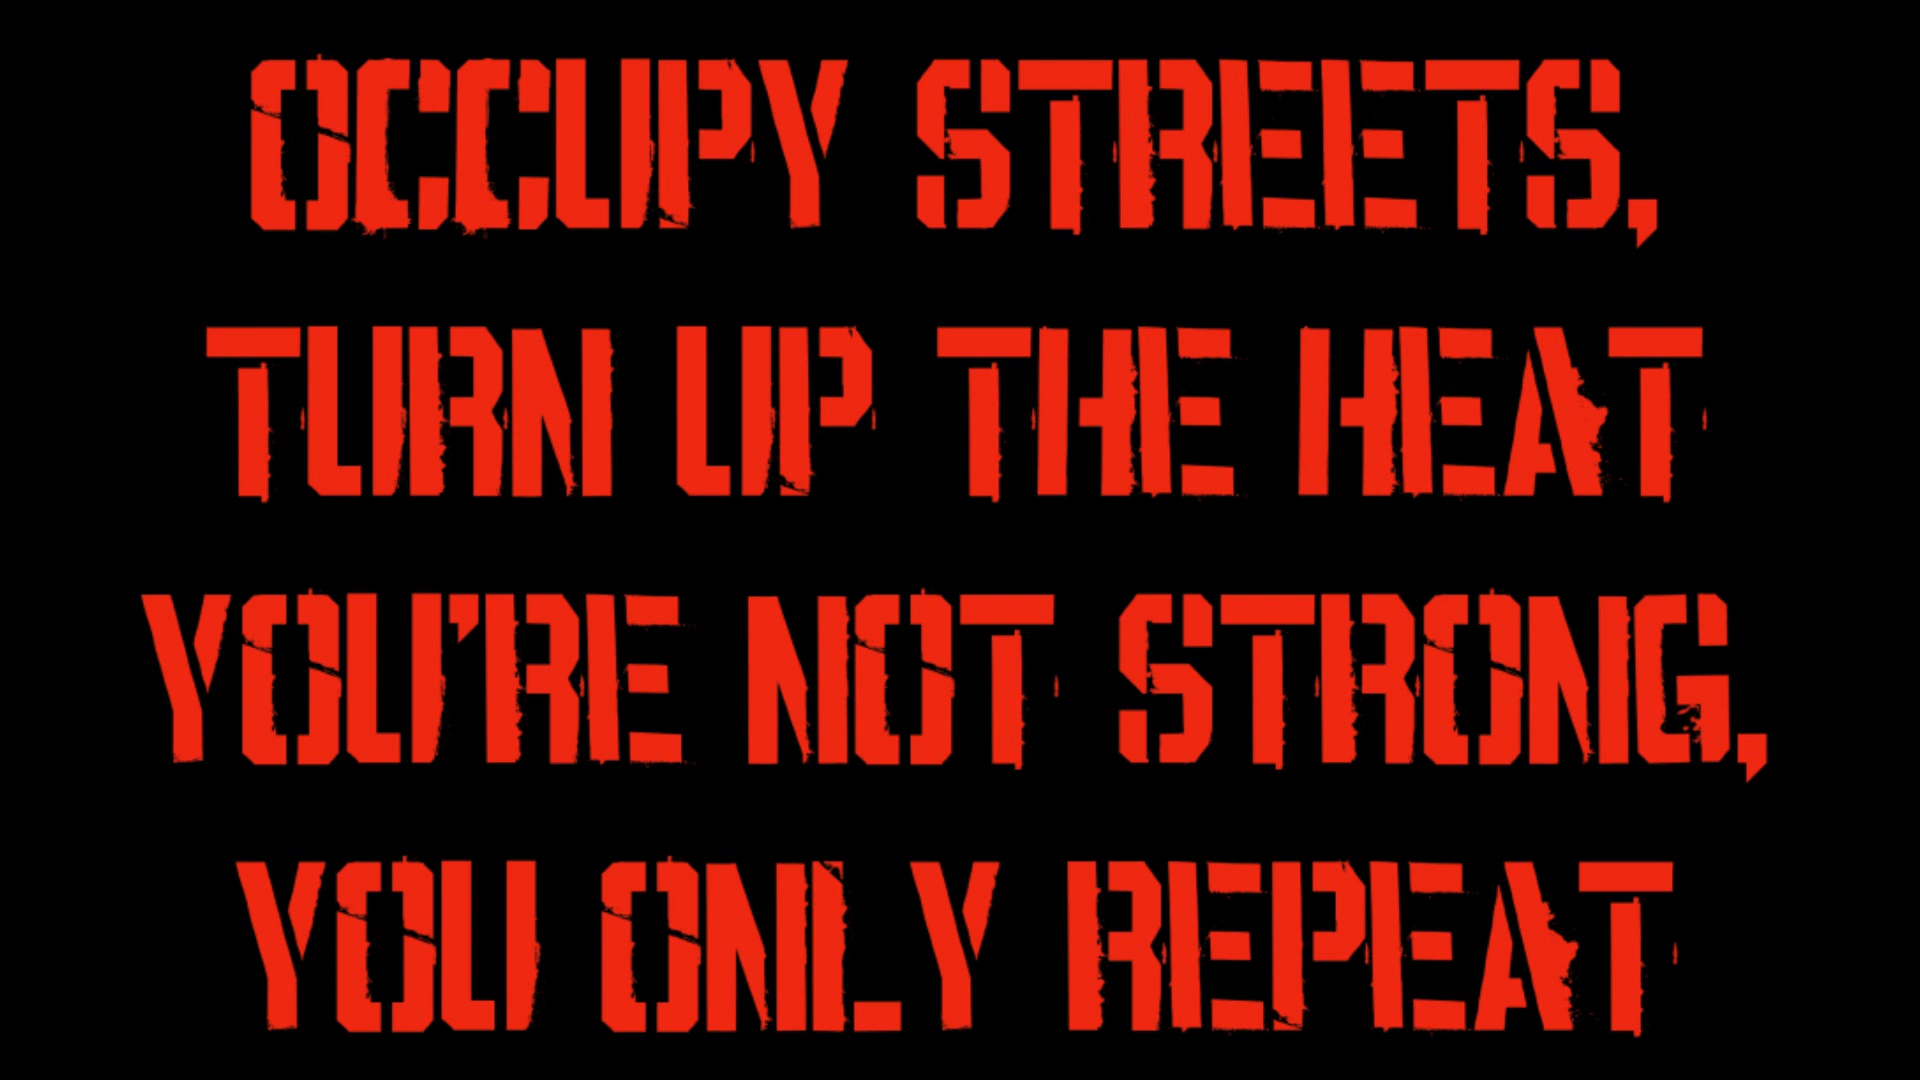 OCCUPY STREETS,
TURN UP THE HEAT
YOU'RE NOT STRONG,
YOU ONLY REPEAT